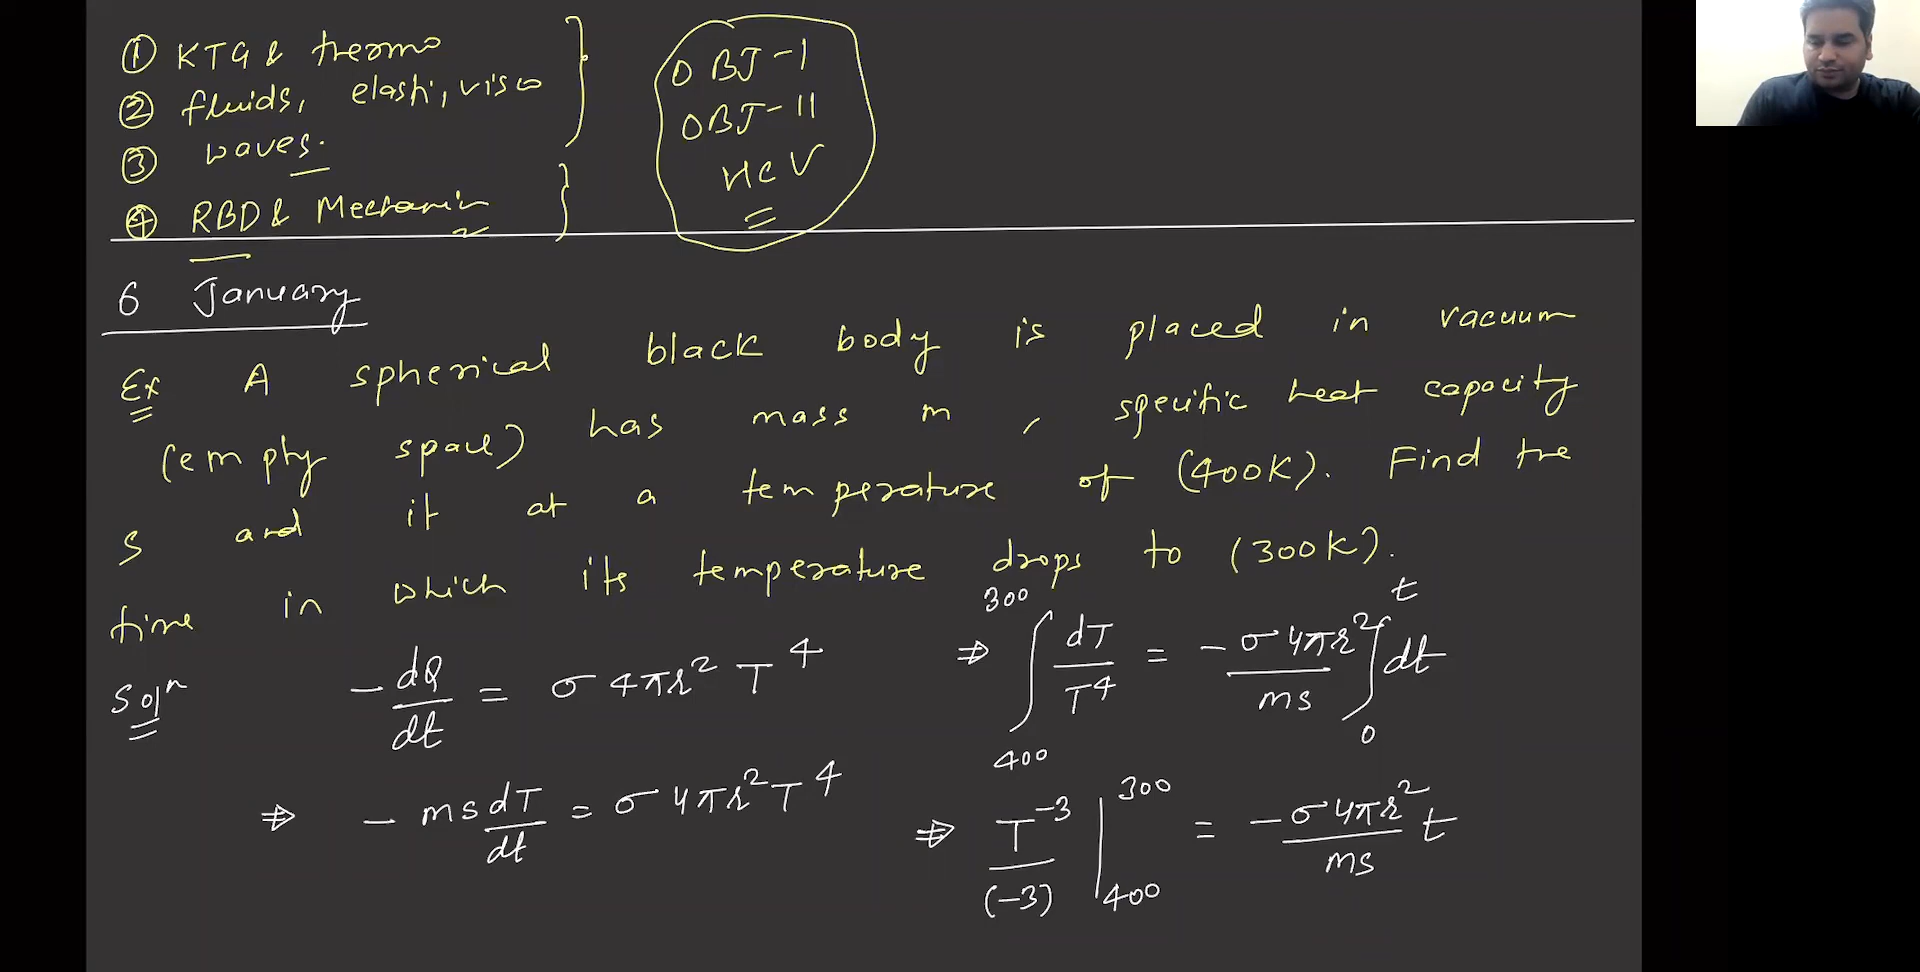 ① KTG & thermo
② fluids, elasti, visco
③ waves.
④ RBD & Mechanin
OBJ-I
OBJ-II
HCV
6 January
Ex A spherical black body is placed in vacuum
(empty space) has mass m, specific heat capacity
s and it at a temperature of (400K). Find the
time in which its temperature drops to (300K).
Solⁿ
-dQ/dt = σ 4πr² T⁴
⇒ -ms dT/dt = σ 4πr² T⁴
⇒ ∫₄₀₀³⁰⁰ dT/T⁴ = -σ4πr²/ms ∫₀ᵗ dt
⇒ T⁻³/(-3) |₄₀₀³⁰⁰ = -σ4πr²/ms t